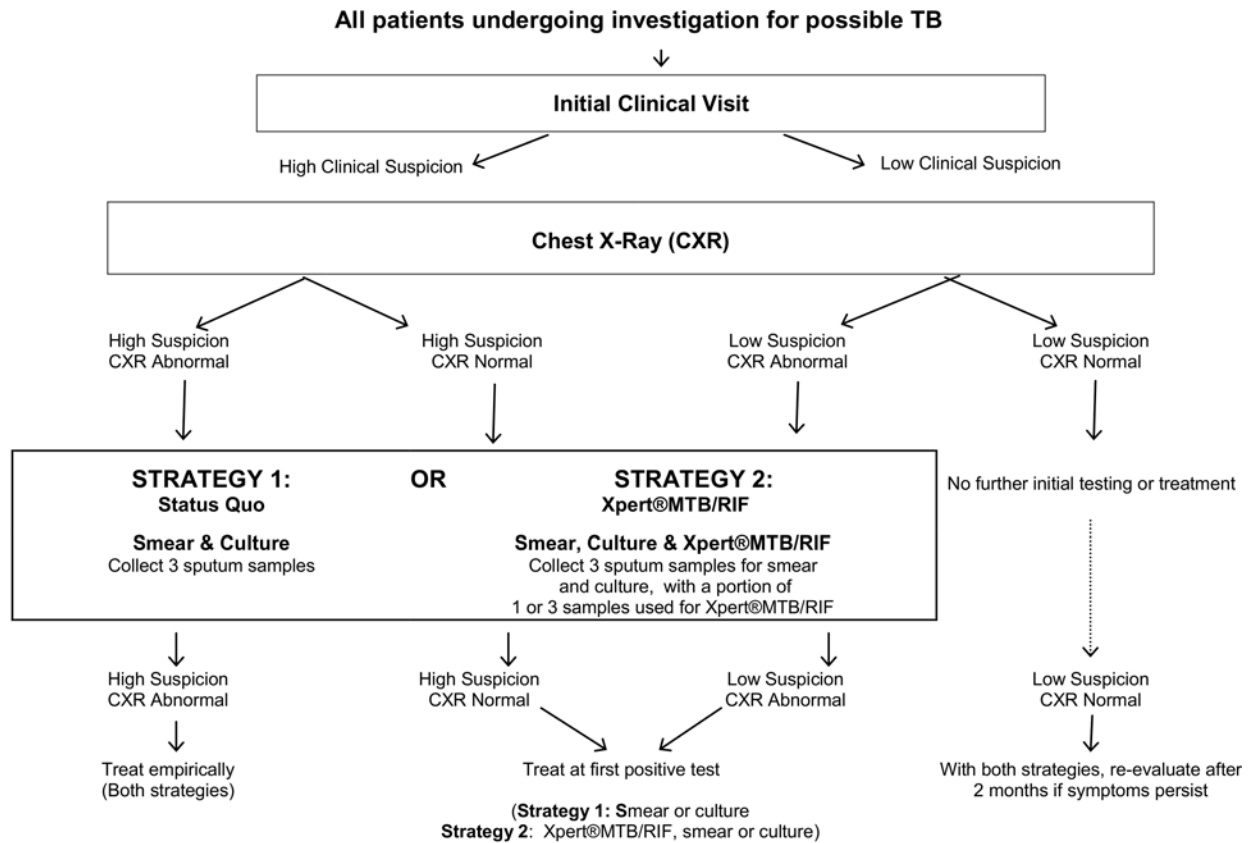 All patients undergoing investigation for possible TB
Initial Clinical Visit
High Clinical Suspicion
Low Clinical Suspicion
Chest X-Ray (CXR)
High Suspicion
CXR Abnormal
High Suspicion
CXR Normal
Low Suspicion
CXR Abnormal
Low Suspicion
CXR Normal
STRATEGY 1:
Status Quo
Smear & Culture
Collect 3 sputum samples
OR
STRATEGY 2:
Xpert®MTB/RIF
Smear, Culture & Xpert®MTB/RIF
Collect 3 sputum samples for smear
and culture, with a portion of
1 or 3 samples used for Xpert®MTB/RIF
No further initial testing or treatment
High Suspicion
CXR Abnormal
High Suspicion
CXR Normal
Low Suspicion
CXR Abnormal
Low Suspicion
CXR Normal
Treat empirically
(Both strategies)
Treat at first positive test
(Strategy 1: Smear or culture
Strategy 2: Xpert®MTB/RIF, smear or culture)
With both strategies, re-evaluate after
2 months if symptoms persist